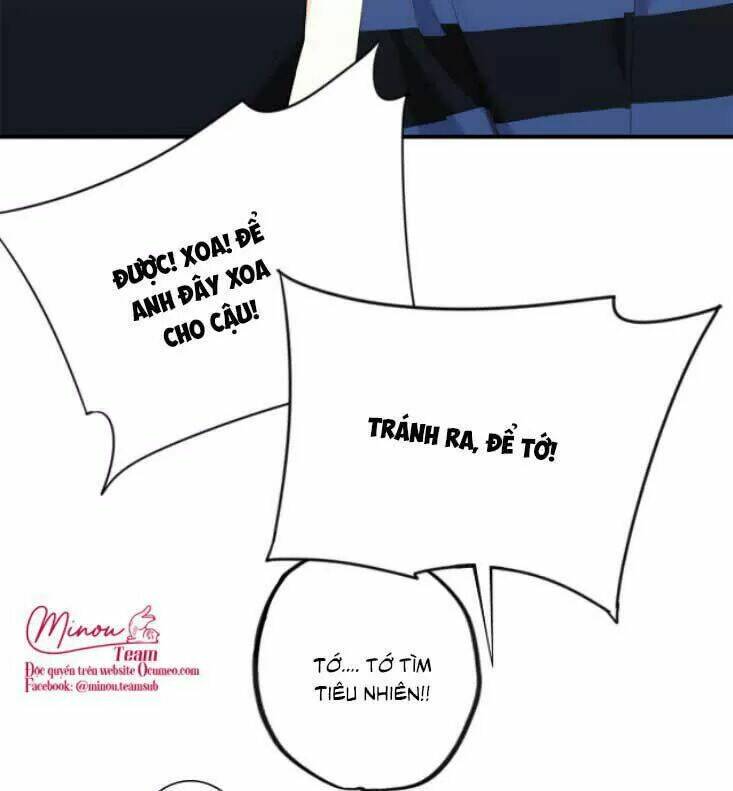 ĐƯỢC! XOA! ĐỂ
ANH ĐÂY XOA
CHO CẬU!
TRÁNH RA, ĐỂ TỚ!
TỚ.... TỚ TÌM
TIÊU NHIÊN!!
Minou
Team
Độc quyền trên website Ocumeo.com
Facebook: @minou.teamsub